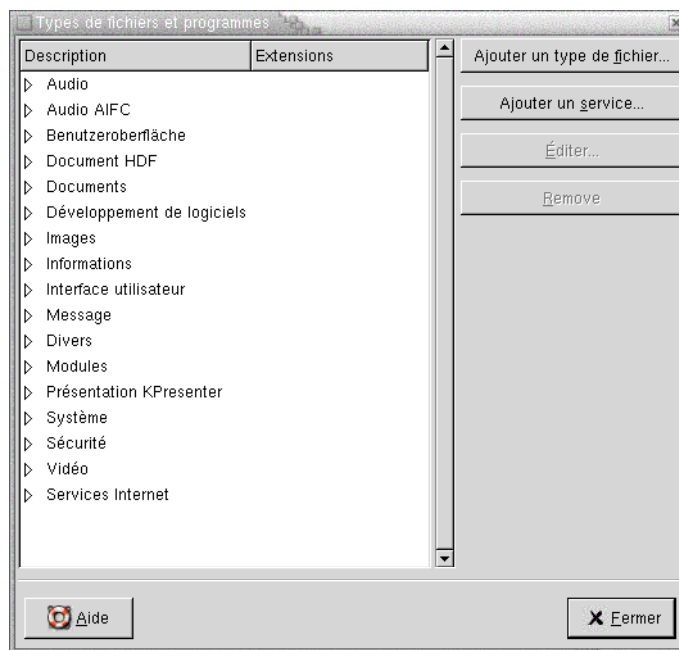 Types de fichiers et programmes
Description Extensions
Audio
Audio AIFC
Benutzeroberfläche
Document HDF
Documents
Développement de logiciels
Images
Informations
Interface utilisateur
Message
Divers
Modules
Présentation KPresenter
Système
Sécurité
Vidéo
Services Internet
Ajouter un type de fichier...
Ajouter un service...
Éditer...
Remove
Aide
Fermer